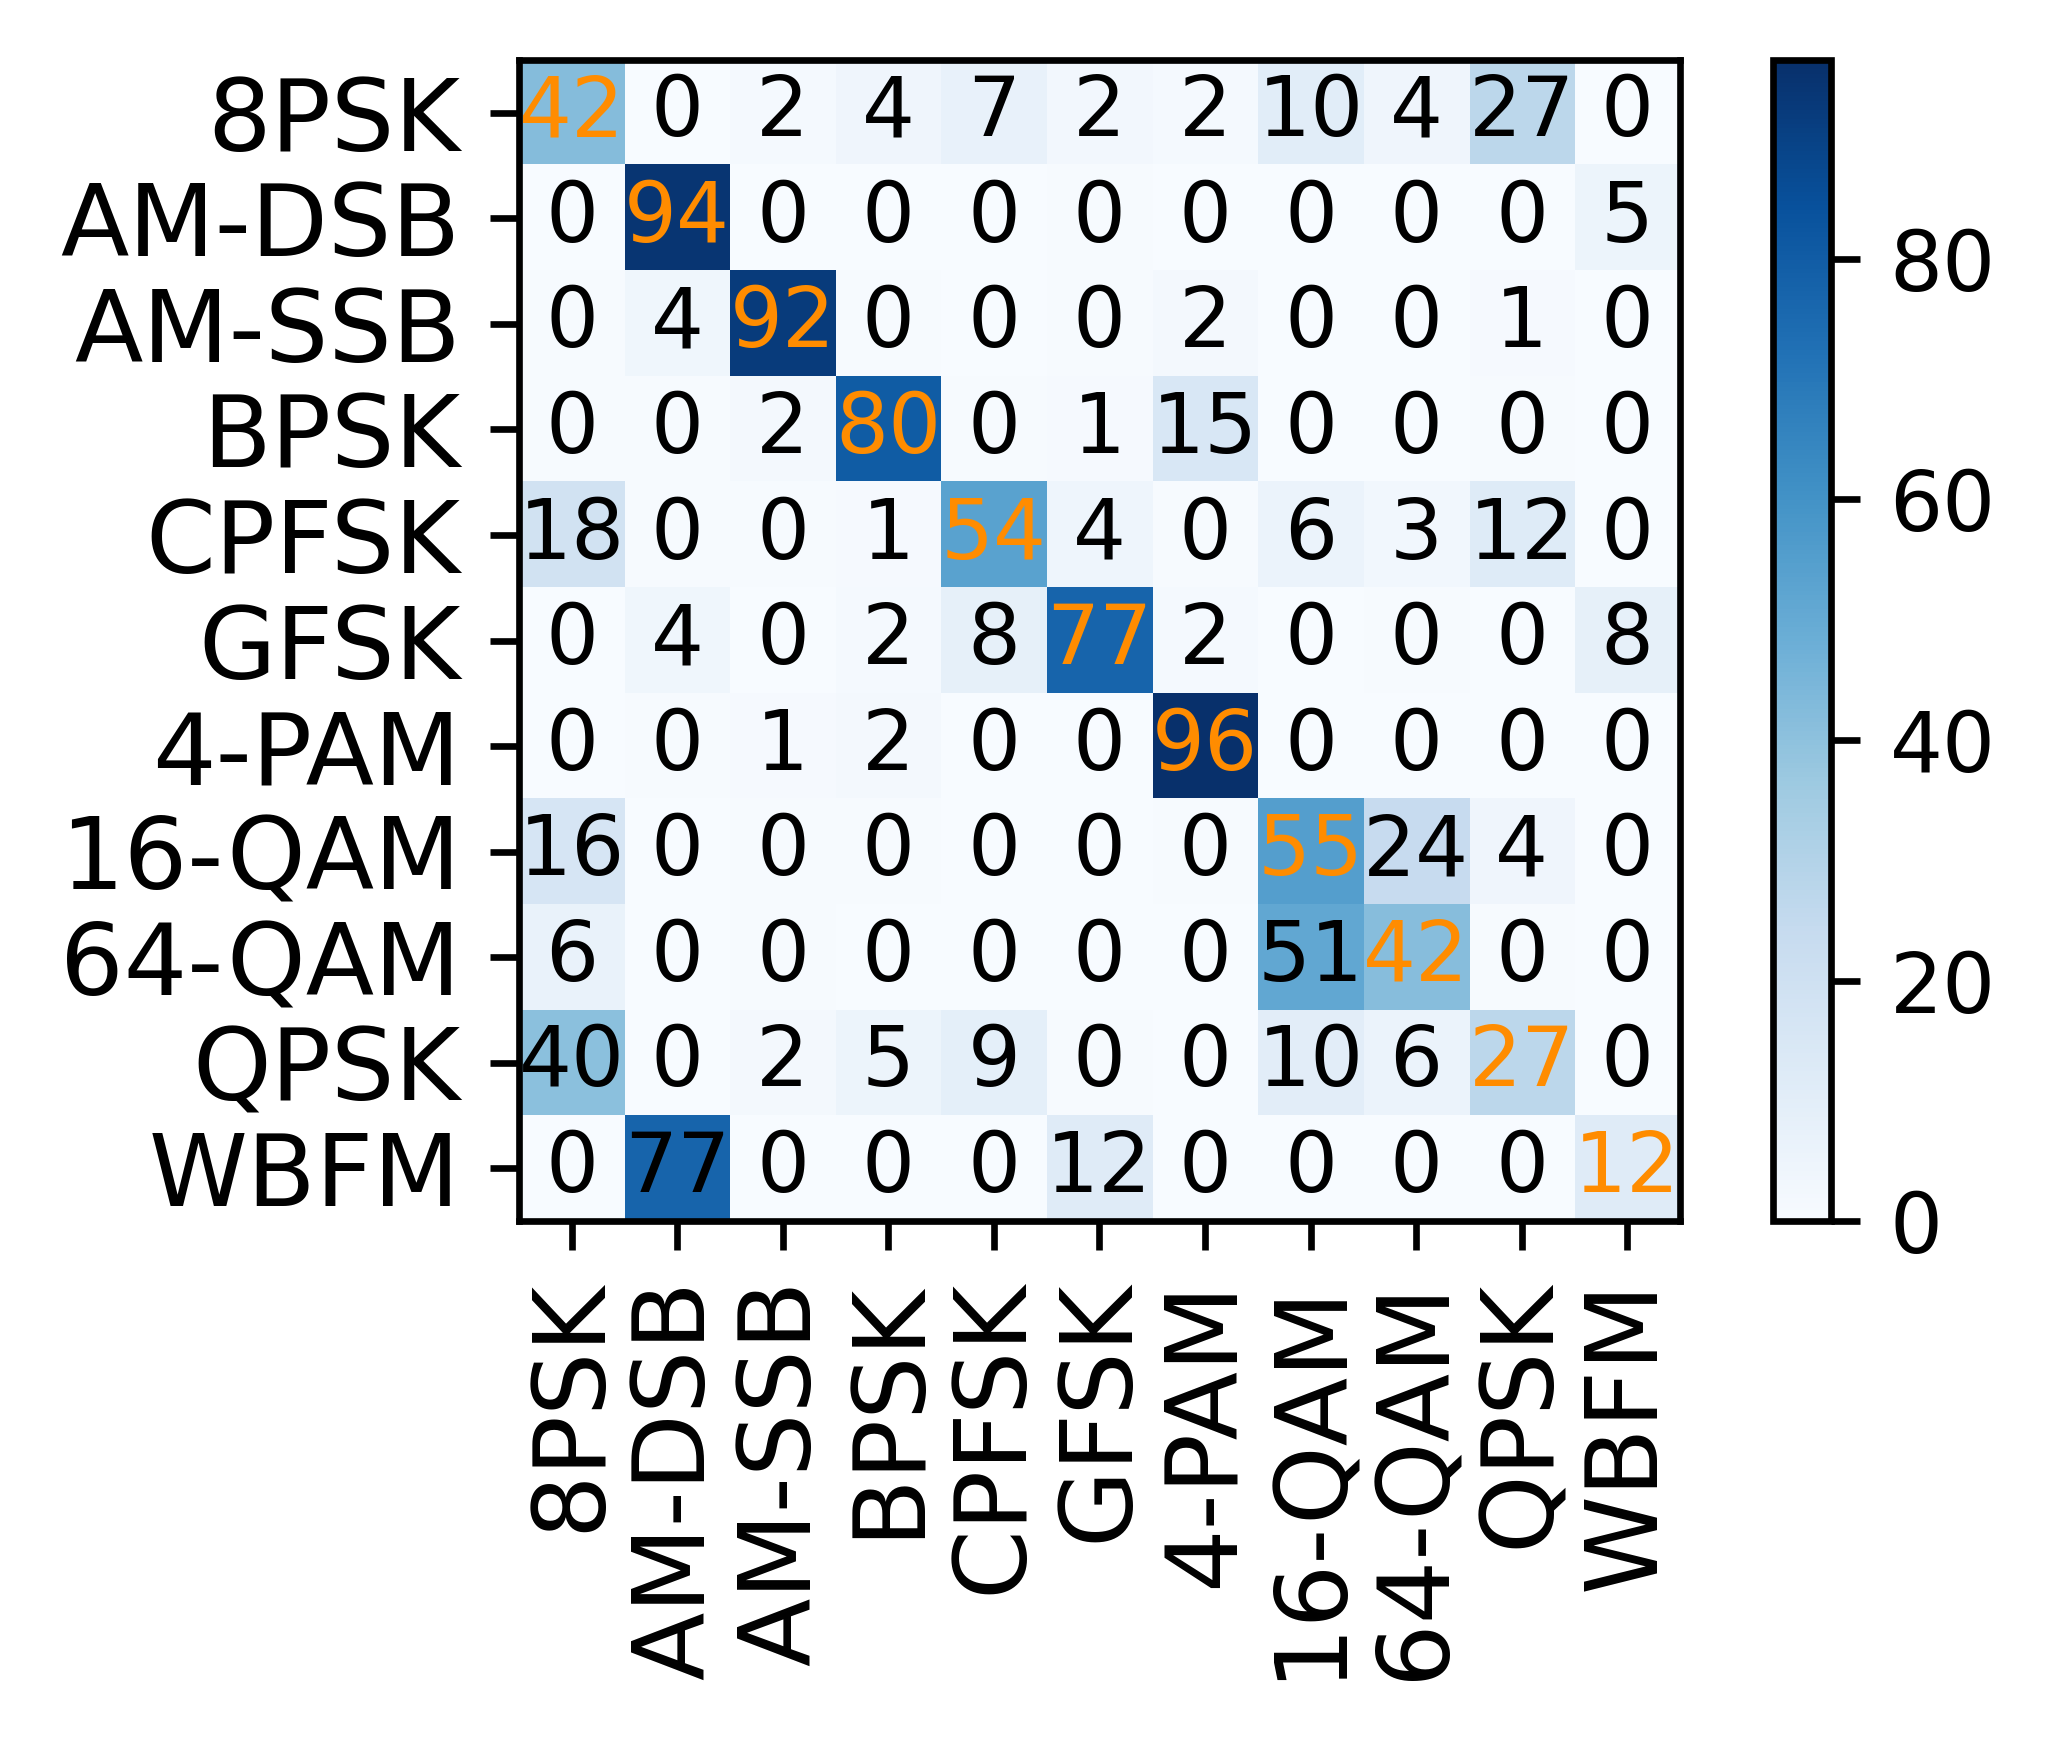 8PSK 42 0 2 4 7 2 2 10 4 27 0
AM-DSB 0 94 0 0 0 0 0 0 0 0 5
AM-SSB 0 4 92 0 0 0 2 0 0 1 0
BPSK 0 0 2 80 0 1 15 0 0 0 0
CPFSK 18 0 0 1 54 4 0 6 3 12 0
GFSK 0 4 0 2 8 77 2 0 0 0 8
4-PAM 0 0 1 2 0 0 96 0 0 0 0
16-QAM 16 0 0 0 0 0 0 55 24 4 0
64-QAM 6 0 0 0 0 0 0 51 42 0 0
QPSK 40 0 2 5 9 0 0 10 6 27 0
WBFM 0 77 0 0 0 12 0 0 0 0 12
8PSK
AM-DSB
AM-SSB
BPSK
CPFSK
GFSK
4-PAM
16-QAM
64-QAM
QPSK
WBFM
80
60
40
20
0